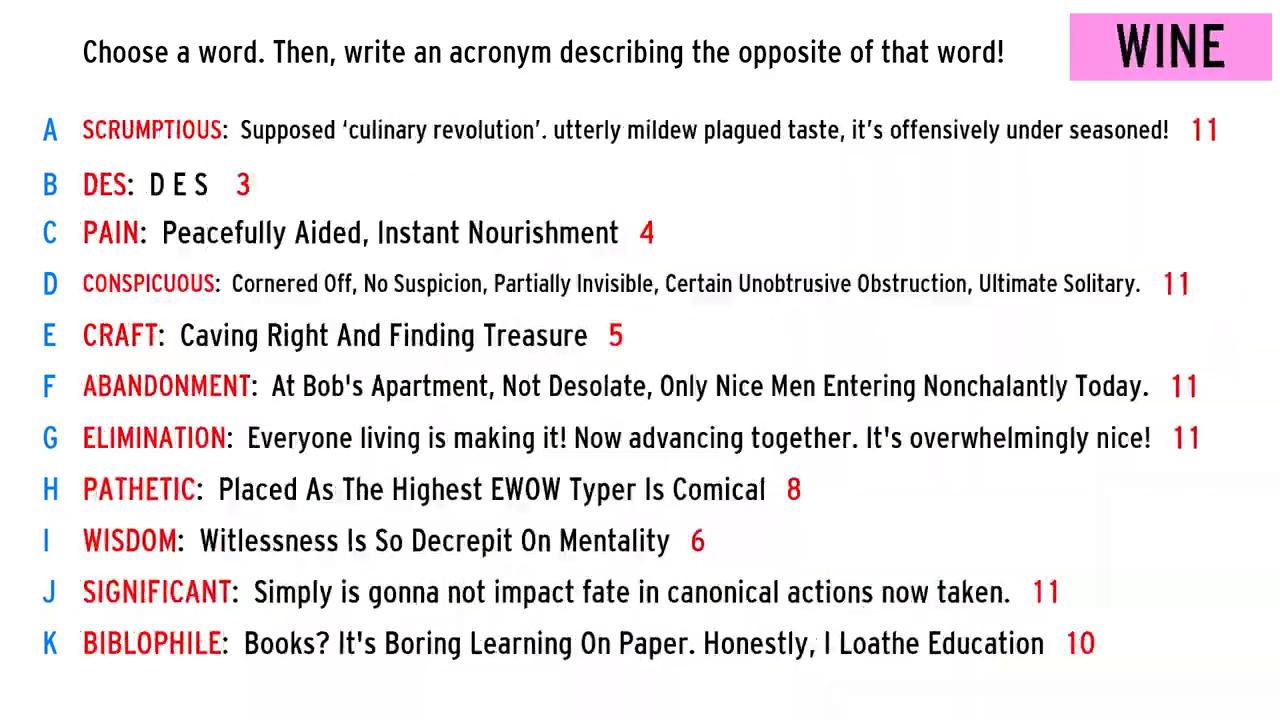 Choose a word. Then, write an acronym describing the opposite of that word! WINE
A SCRUMPTIOUS: Supposed ‘culinary revolution’. utterly mildew plagued taste, it’s offensively under seasoned! 11
B DES: D E S 3
C PAIN: Peacefully Aided, Instant Nourishment 4
D CONSPICUOUS: Cornered Off, No Suspicion, Partially Invisible, Certain Unobtrusive Obstruction, Ultimate Solitary. 11
E CRAFT: Caving Right And Finding Treasure 5
F ABANDONMENT: At Bob's Apartment, Not Desolate, Only Nice Men Entering Nonchalantly Today. 11
G ELIMINATION: Everyone living is making it! Now advancing together. It's overwhelmingly nice! 11
H PATHETIC: Placed As The Highest EWOW Typer Is Comical 8
I WISDOM: Witlessness Is So Decrepit On Mentality 6
J SIGNIFICANT: Simply is gonna not impact fate in canonical actions now taken. 11
K BIBLOPHILE: Books? It's Boring Learning On Paper. Honestly, I Loathe Education 10